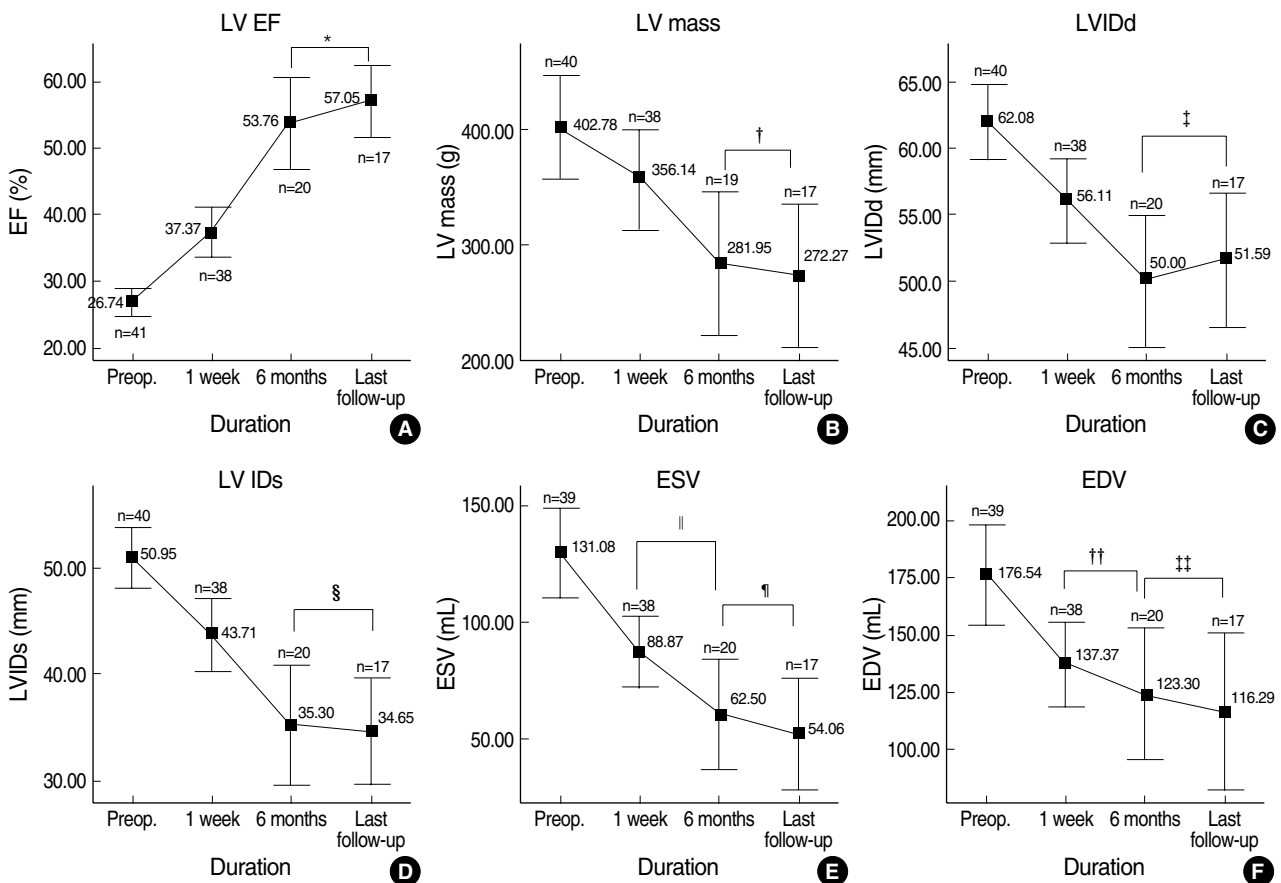 LV EF
EF (%)
60.00
50.00
40.00
30.00
20.00
*
26.74
n=41
37.37
n=38
53.76
n=20
57.05
n=17
Preop.
1 week
6 months
Last
follow-up
Duration
A
LV mass
LV mass (g)
400.00
300.00
200.00
n=40
402.78
n=38
356.14
†
n=19
281.95
n=17
272.27
Preop.
1 week
6 months
Last
follow-up
Duration
B
LVIDd
LVIDd (mm)
65.00
60.00
55.00
500.00
45.00
n=40
62.08
n=38
56.11
‡
n=20
50.00
n=17
51.59
Preop.
1 week
6 months
Last
follow-up
Duration
C
LV IDs
LVIDs (mm)
50.00
40.00
30.00
n=40
50.95
n=38
43.71
§
n=20
35.30
n=17
34.65
Preop.
1 week
6 months
Last
follow-up
Duration
D
ESV
ESV (mL)
150.00
100.00
50.00
n=39
131.08
||
n=38
88.87
¶
n=20
62.50
n=17
54.06
Preop.
1 week
6 months
Last
follow-up
Duration
E
EDV
EDV (mL)
200.00
175.00
150.00
125.00
100.00
n=39
176.54
††
n=38
137.37
‡‡
n=20
123.30
n=17
116.29
Preop.
1 week
6 months
Last
follow-up
Duration
F